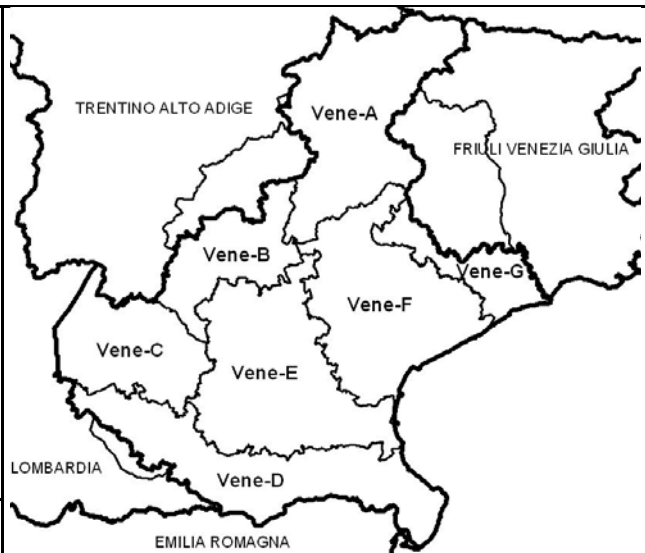 TRENTINO ALTO ADIGE
Vene-A
FRIULI VENEZIA GIULIA
Vene-B
Vene-G
Vene-F
Vene-C
Vene-E
LOMBARDIA
Vene-D
EMILIA ROMAGNA